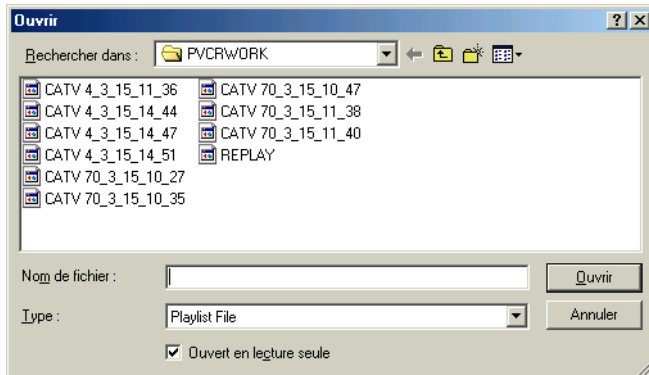 Ouvrir
Rechercher dans : PVCRWORK
CATV 4_3_15_11_36
CATV 4_3_15_14_44
CATV 4_3_15_14_47
CATV 4_3_15_14_51
CATV 70_3_15_10_27
CATV 70_3_15_10_35
CATV 70_3_15_10_47
CATV 70_3_15_11_38
CATV 70_3_15_11_40
REPLAY
Nom de fichier :
Ouvrir
Type : Playlist File
Annuler
Ouvert en lecture seule